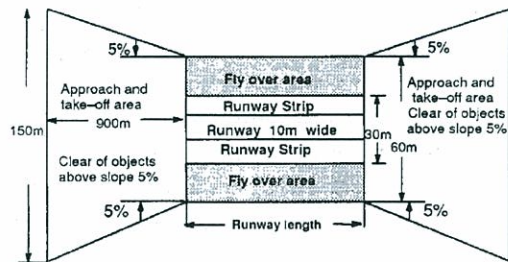 5%
5%
Fly over area
Approach and
take–off area
900m
150m
Clear of objects
above slope 5%
Runway Strip
Runway 10m wide
Runway Strip
30m
60m
Approach and
take–off area
Clear of objects
above slope 5%
Fly over area
5%
5%
Runway length